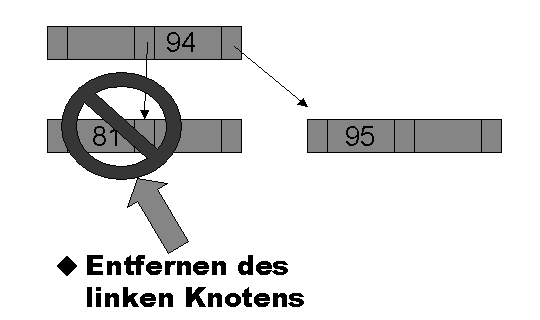 94
81
95
◆ Entfernen des
linken Knotens